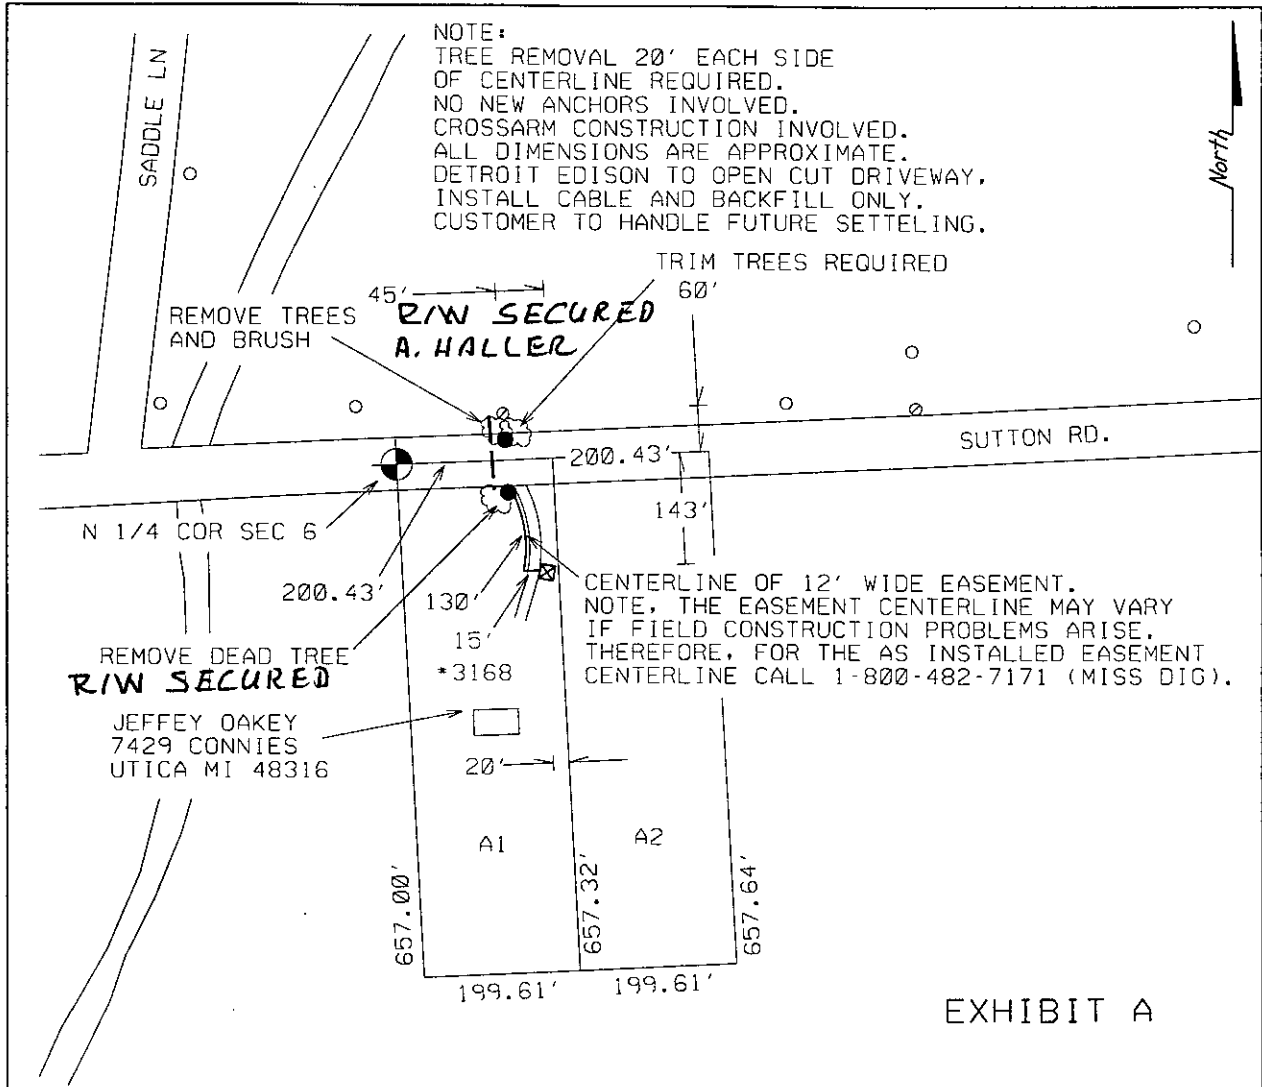 NOTE:
TREE REMOVAL 20' EACH SIDE
OF CENTERLINE REQUIRED.
NO NEW ANCHORS INVOLVED.
CROSSARM CONSTRUCTION INVOLVED.
ALL DIMENSIONS ARE APPROXIMATE.
DETROIT EDISON TO OPEN CUT DRIVEWAY,
INSTALL CABLE AND BACKFILL ONLY.
CUSTOMER TO HANDLE FUTURE SETTELING.
SADDLE LN
North
TRIM TREES REQUIRED
45'
60'
REMOVE TREES
AND BRUSH
R/W SECURED
A. HALLER
SUTTON RD.
200.43'
143'
N 1/4 COR SEC 6
200.43'
130'
15'
CENTERLINE OF 12' WIDE EASEMENT.
NOTE, THE EASEMENT CENTERLINE MAY VARY
IF FIELD CONSTRUCTION PROBLEMS ARISE.
THEREFORE, FOR THE AS INSTALLED EASEMENT
CENTERLINE CALL 1-800-482-7171 (MISS DIG).
REMOVE DEAD TREE
R/W SECURED
*3168
JEFFEY OAKEY
7429 CONNIES
UTICA MI 48316
20'
A1
A2
657.00'
657.32'
657.64'
199.61'
199.61'
EXHIBIT A